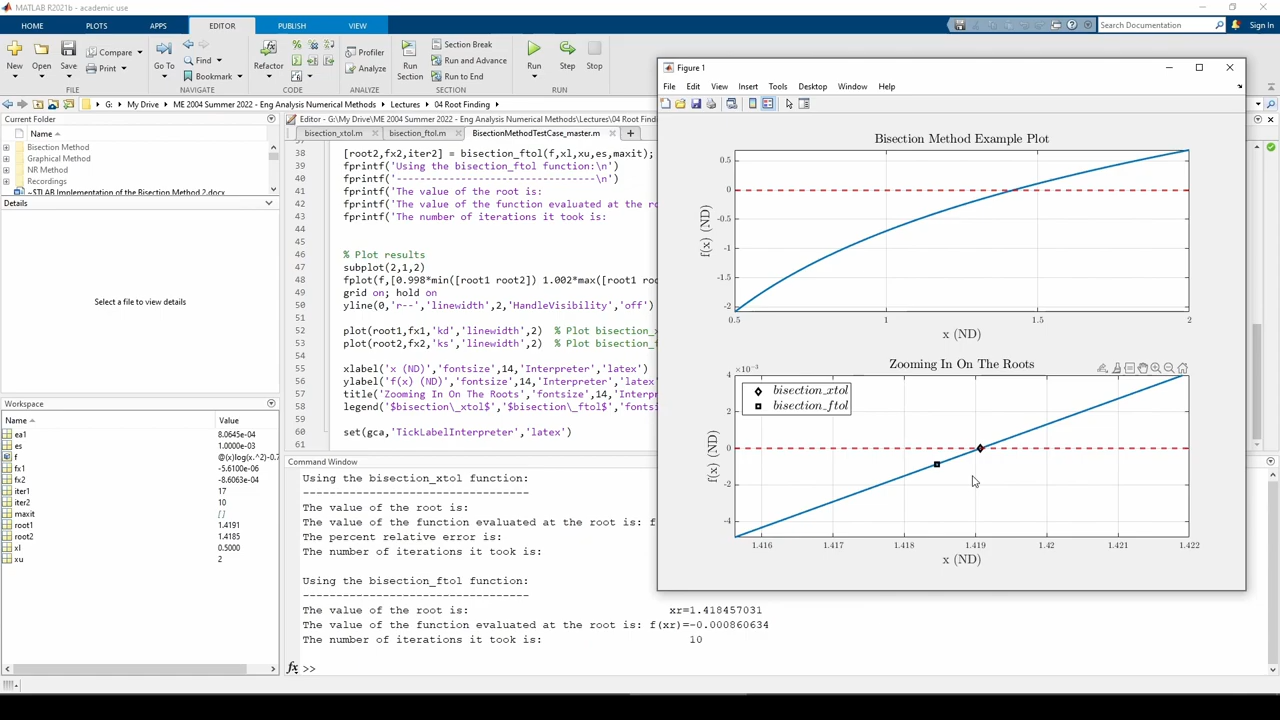 MATLAB R2021b - academic use
HOME PLOTS APPS EDITOR PUBLISH VIEW
Search Documentation Sign In
New Open Save Compare Print Go To Find Bookmark Refactor Profiler Analyze Run Section Section Break Run and Advance Run to End Run Step Stop
FILE NAVIGATE CODE ANALYZE SECTION RUN
G: My Drive ME 2004 Summer 2022 - Eng Analysis Numerical Methods Lectures 04 Root Finding
Current Folder
Name
Bisection Method
Graphical Method
NR Method
Recordings
~STLAB Implementation of the Bisection Method 2.docx
Details
Select a file to view details
Workspace
Name Value
ea1 8.0645e-04
es 1.0000e-03
f @(x)log(x.^2)-0.7
fx1 -5.6100e-06
fx2 -8.6063e-04
iter1 17
iter2 10
maxit []
root1 1.4191
root2 1.4185
xl 0.5000
xu 2
Editor - G:\My Drive\ME 2004 Summer 2022 - Eng Analysis Numerical Methods\Lectures\04 Root Find
bisection_xtol.m bisection_ftol.m BisectionMethodTestCase_master.m
37
38 [root2,fx2,iter2] = bisection_ftol(f,xl,xu,es,maxit);
39 fprintf('Using the bisection_ftol function:\n')
40 fprintf('---------------------------------\n')
41 fprintf('The value of the root is:
42 fprintf('The value of the function evaluated at the ro
43 fprintf('The number of iterations it took is:
44
45
46 % Plot results
47 subplot(2,1,2)
48 fplot(f,[0.998*min([root1 root2]) 1.002*max([root1 roo
49 grid on; hold on
50 yline(0,'r--','linewidth',2,'HandleVisibility','off')
51
52 plot(root1,fx1,'kd','linewidth',2) % Plot bisection_x
53 plot(root2,fx2,'ks','linewidth',2) % Plot bisection_f
54
55 xlabel('x (ND)','fontsize',14,'Interpreter','latex')
56 ylabel('f(x) (ND)','fontsize',14,'Interpreter','latex'
57 title('Zooming In On The Roots','fontsize',14,'Interpr
58 legend('$bisection\_xtol$','$bisection\_ftol$','fontsi
59
60 set(gca,'TickLabelInterpreter','latex')
61
Command Window
Using the bisection_xtol function:
---------------------------------
The value of the root is:
The value of the function evaluated at the root is: f
The percent relative error is:
The number of iterations it took is:
Using the bisection_ftol function:
---------------------------------
The value of the root is: xr=1.418457031
The value of the function evaluated at the root is: f(xr)=-0.000860634
The number of iterations it took is: 10
fx >>
Figure 1
File Edit View Insert Tools Desktop Window Help
Bisection Method Example Plot
0.5
0
-0.5
-1
-1.5
-2
f(x) (ND)
0.5 1 1.5 2
x (ND)
Zooming In On The Roots
×10⁻³
4
2
0
-2
-4
f(x) (ND)
bisection_xtol
bisection_ftol
1.416 1.417 1.418 1.419 1.42 1.421 1.422
x (ND)